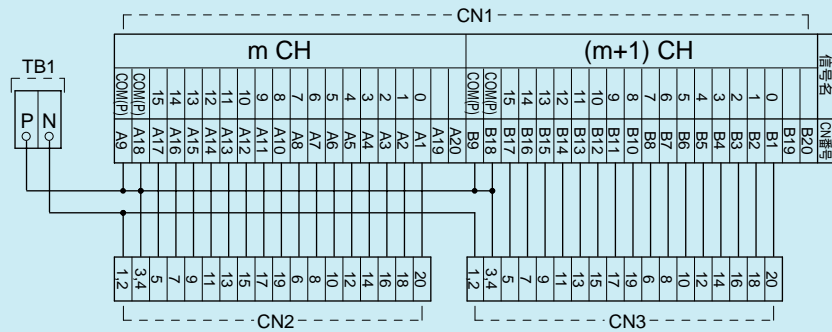 CN1
m CH (m+1) CH 信号名
TB1
COM(P) COM(P) 15 14 13 12 11 10 9 8 7 6 5 4 3 2 1 0 COM(P) COM(P) 15 14 13 12 11 10 9 8 7 6 5 4 3 2 1 0
P N
A9 A18 A17 A16 A15 A14 A13 A12 A11 A10 A8 A7 A6 A5 A4 A3 A2 A1 A19 A20 B9 B18 B17 B16 B15 B14 B13 B12 B11 B10 B8 B7 B6 B5 B4 B3 B2 B1 B19 B20 CN番号
1,2 3,4 5 7 9 11 13 15 17 19 6 8 10 12 14 16 18 20 1,2 3,4 5 7 9 11 13 15 17 19 6 8 10 12 14 16 18 20
CN2 CN3